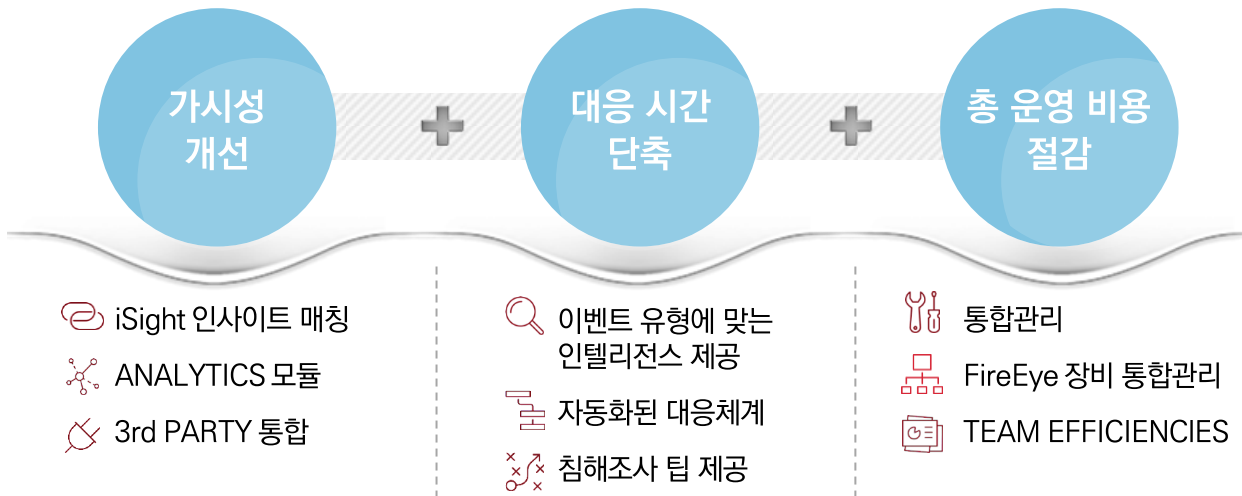 가시성
개선
대응 시간
단축
총 운영 비용
절감
iSight 인사이트 매칭
ANALYTICS 모듈
3rd PARTY 통합
이벤트 유형에 맞는
인텔리전스 제공
자동화된 대응체계
침해조사 팁 제공
통합관리
FireEye 장비 통합관리
TEAM EFFICIENCIES